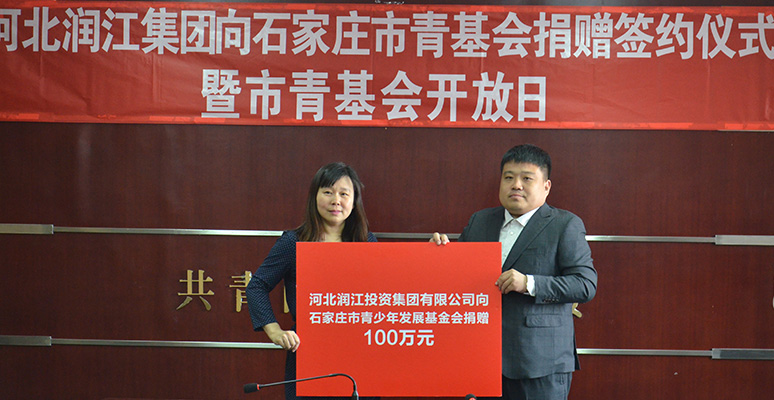 河北润江集团向石家庄市青基会捐赠签约仪式
暨市青基会开放日
共青
河北润江投资集团有限公司向
石家庄市青少年发展基金会捐赠
100万元